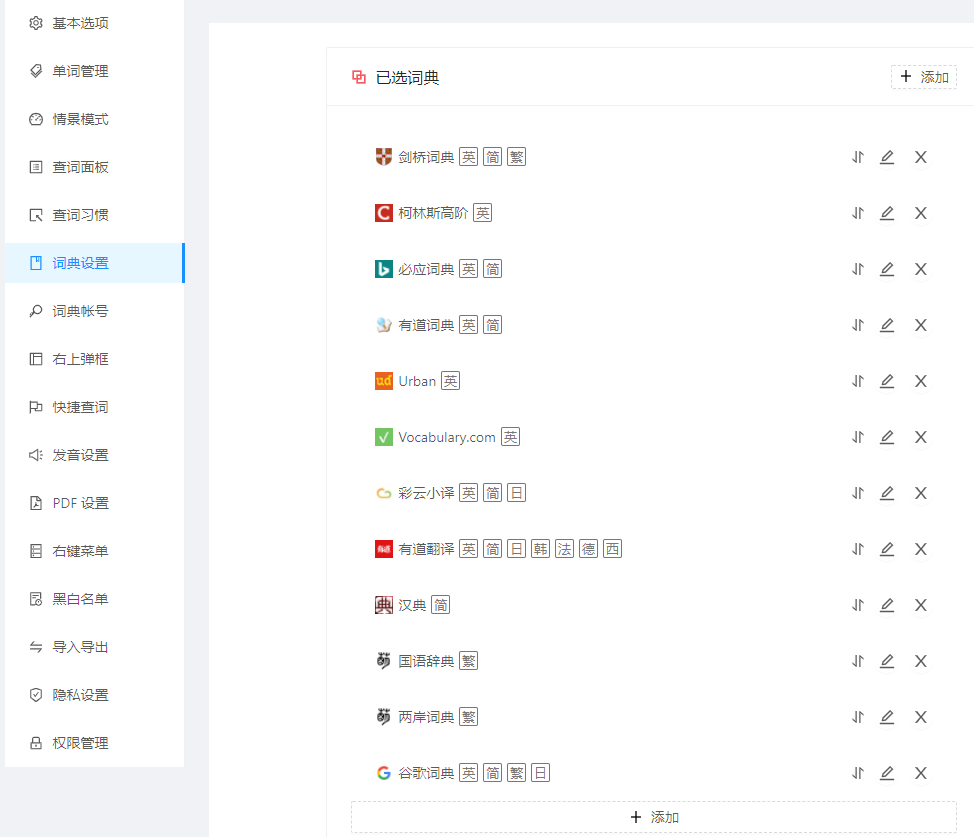 基本选项
单词管理
情景模式
查词面板
查词习惯
词典设置
词典帐号
右上弹框
快捷查词
发音设置
PDF 设置
右键菜单
黑白名单
导入导出
隐私设置
权限管理
已选词典
添加
剑桥词典 英 简 繁
柯林斯高阶 英
必应词典 英 简
有道词典 英 简
ud Urban 英
Vocabulary.com 英
彩云小译 英 简 日
有道翻译 英 简 日 韩 法 德 西
典 汉典 简
萌 国语辞典 繁
萌 两岸词典 繁
G 谷歌词典 英 简 繁 日
添加